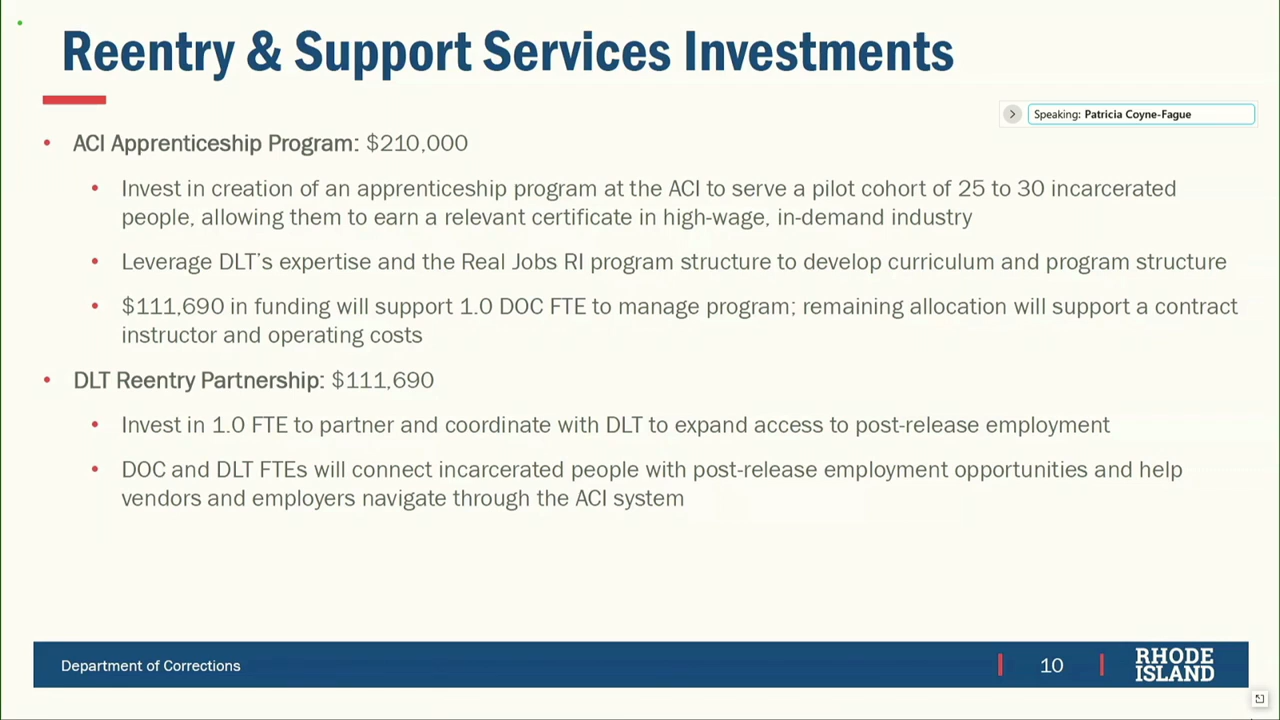 Reentry & Support Services Investments
Speaking: Patricia Coyne-Fague
• ACI Apprenticeship Program: $210,000
• Invest in creation of an apprenticeship program at the ACI to serve a pilot cohort of 25 to 30 incarcerated
people, allowing them to earn a relevant certificate in high-wage, in-demand industry
• Leverage DLT's expertise and the Real Jobs RI program structure to develop curriculum and program structure
• $111,690 in funding will support 1.0 DOC FTE to manage program; remaining allocation will support a contract
instructor and operating costs
• DLT Reentry Partnership: $111,690
• Invest in 1.0 FTE to partner and coordinate with DLT to expand access to post-release employment
• DOC and DLT FTEs will connect incarcerated people with post-release employment opportunities and help
vendors and employers navigate through the ACI system
Department of Corrections
10
RHODE
ISLAND